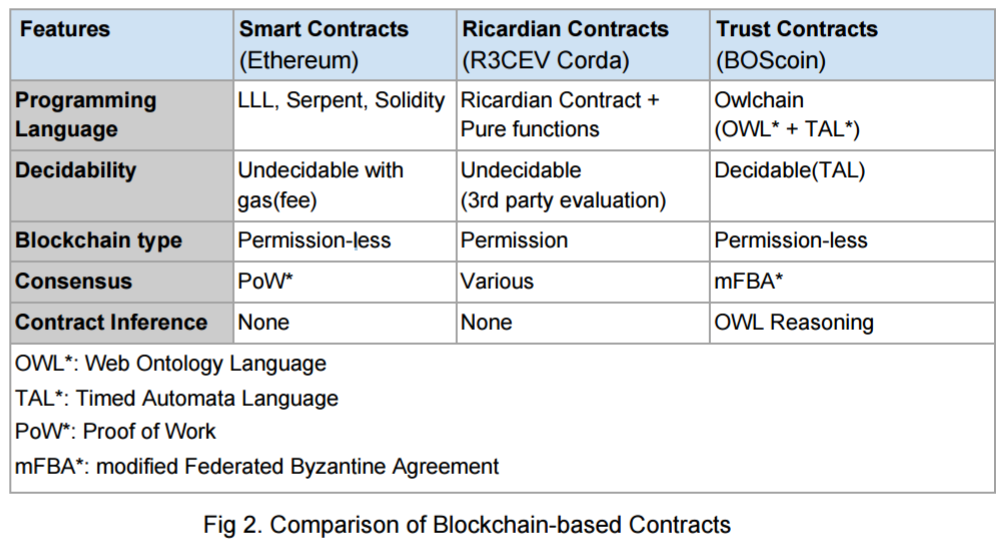 Features Smart Contracts Ricardian Contracts Trust Contracts
(Ethereum) (R3CEV Corda) (BOScoin)
Programming LLL, Serpent, Solidity Ricardian Contract + Owlchain
Language Pure functions (OWL* + TAL*)
Decidability Undecidable with Undecidable Decidable(TAL)
gas(fee) (3rd party evaluation)
Blockchain type Permission-less Permission Permission-less
Consensus PoW* Various mFBA*
Contract Inference None None OWL Reasoning
OWL*: Web Ontology Language
TAL*: Timed Automata Language
PoW*: Proof of Work
mFBA*: modified Federated Byzantine Agreement
Fig 2. Comparison of Blockchain-based Contracts